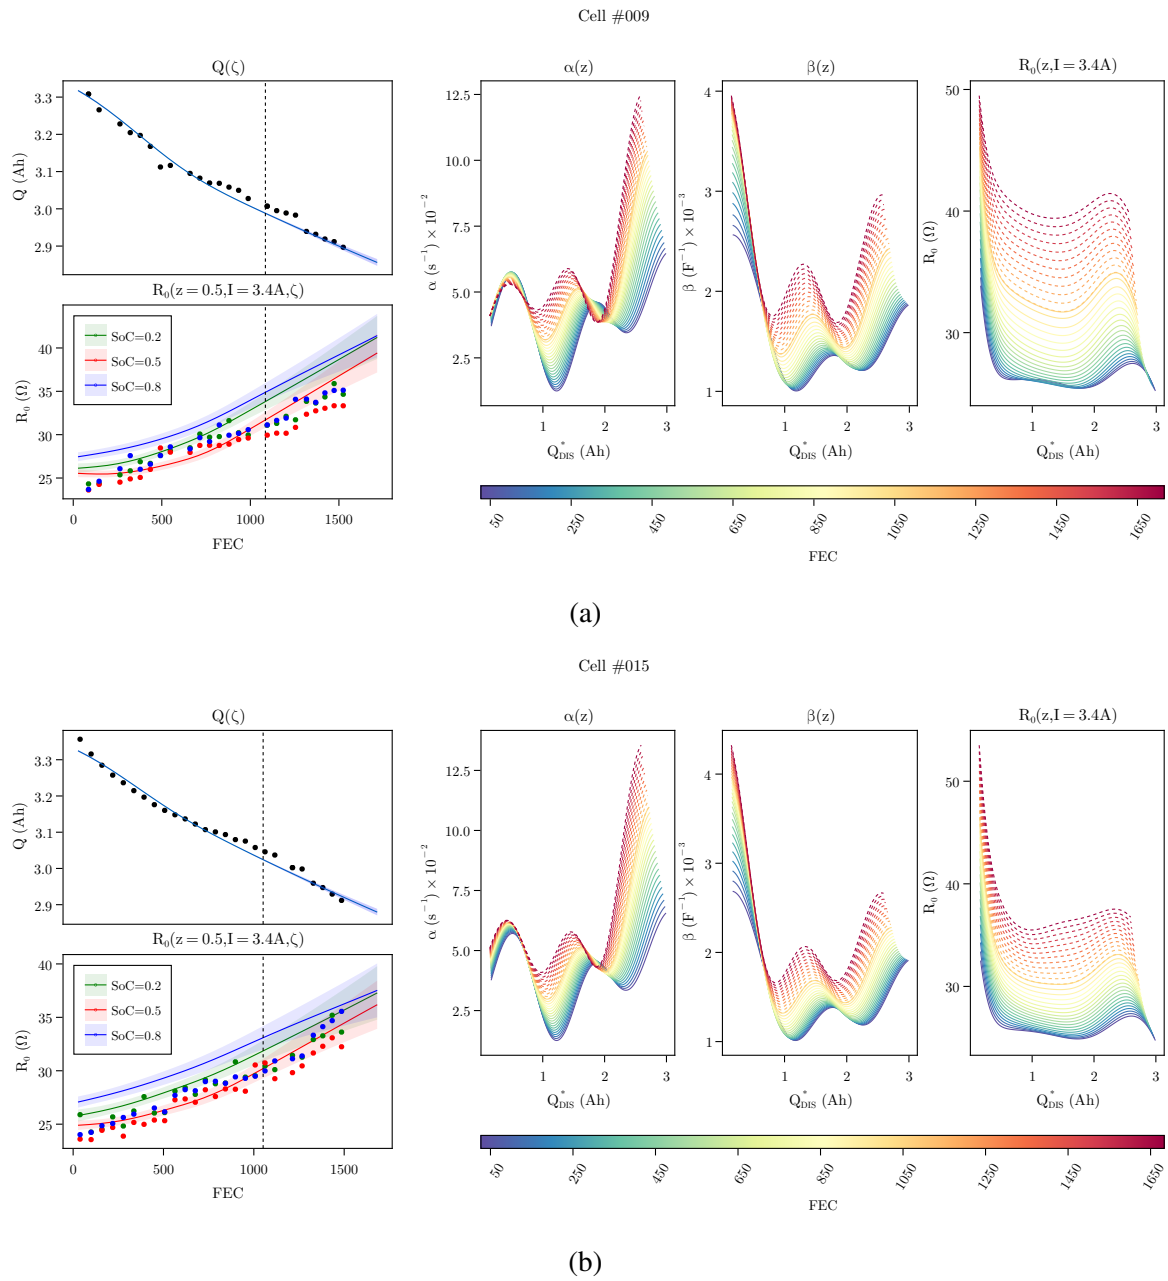 Cell #009
Q(ζ)
3.3
3.2
3.1
3.0
2.9
Q (Ah)
R₀(z = 0.5, I = 3.4A, ζ)
SoC=0.2
SoC=0.5
SoC=0.8
40
35
30
25
R₀ (Ω)
0 500 1000 1500
FEC
α(z)
12.5
10.0
7.5
5.0
2.5
α (s⁻¹) × 10⁻²
1 2 3
Q*DIS (Ah)
β(z)
4
3
2
1
β (F⁻¹) × 10⁻³
1 2 3
Q*DIS (Ah)
R₀(z, I = 3.4A)
50
40
30
R₀ (Ω)
1 2 3
Q*DIS (Ah)
50 250 450 650 850 1050 1250 1450 1650
FEC
(a)
Cell #015
Q(ζ)
3.3
3.2
3.1
3.0
2.9
Q (Ah)
R₀(z = 0.5, I = 3.4A, ζ)
SoC=0.2
SoC=0.5
SoC=0.8
40
35
30
25
R₀ (Ω)
0 500 1000 1500
FEC
α(z)
12.5
10.0
7.5
5.0
2.5
α (s⁻¹) × 10⁻²
1 2 3
Q*DIS (Ah)
β(z)
4
3
2
1
β (F⁻¹) × 10⁻³
1 2 3
Q*DIS (Ah)
R₀(z, I = 3.4A)
50
40
30
R₀ (Ω)
1 2 3
Q*DIS (Ah)
50 250 450 650 850 1050 1250 1450 1650
FEC
(b)